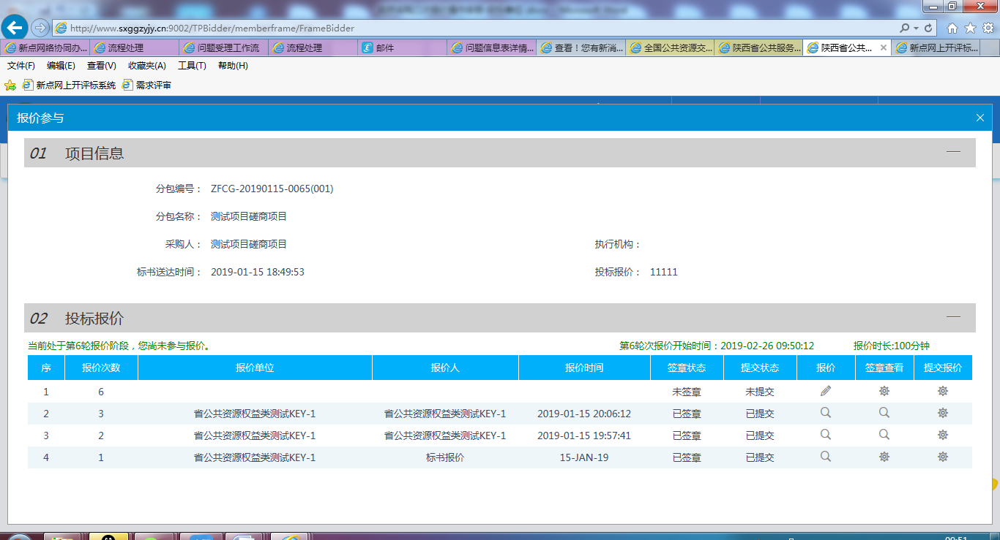 http://www.sxggzyjy.cn:9002/TPBidder/memberframe/FrameBidder
新点网络协同办... 流程处理 问题受理工作流 流程处理 邮件 问题信息表详情... 查看！您有新消... 全国公共资源交... 陕西省公共服务... 陕西省公共... 新点网上开评标...
文件(F) 编辑(E) 查看(V) 收藏夹(A) 工具(T) 帮助(H)
新点网上开评标系统 需求评审
报价参与
01 项目信息
分包编号： ZFCG-20190115-0065(001)
分包名称： 测试项目磋商项目
采购人： 测试项目磋商项目 执行机构：
标书送达时间： 2019-01-15 18:49:53 投标报价： 11111
02 投标报价
当前处于第6轮报价阶段，您尚未参与报价。 第6轮次报价开始时间：2019-02-26 09:50:12 报价时长:100分钟
序 报价次数 报价单位 报价人 报价时间 签章状态 提交状态 报价 签章查看 提交报价
1 6 未签章 未提交
2 3 省公共资源权益类测试KEY-1 省公共资源权益类测试KEY-1 2019-01-15 20:06:12 已签章 已提交
3 2 省公共资源权益类测试KEY-1 省公共资源权益类测试KEY-1 2019-01-15 19:57:41 已签章 已提交
4 1 省公共资源权益类测试KEY-1 标书报价 15-JAN-19 已签章 已提交
09:51